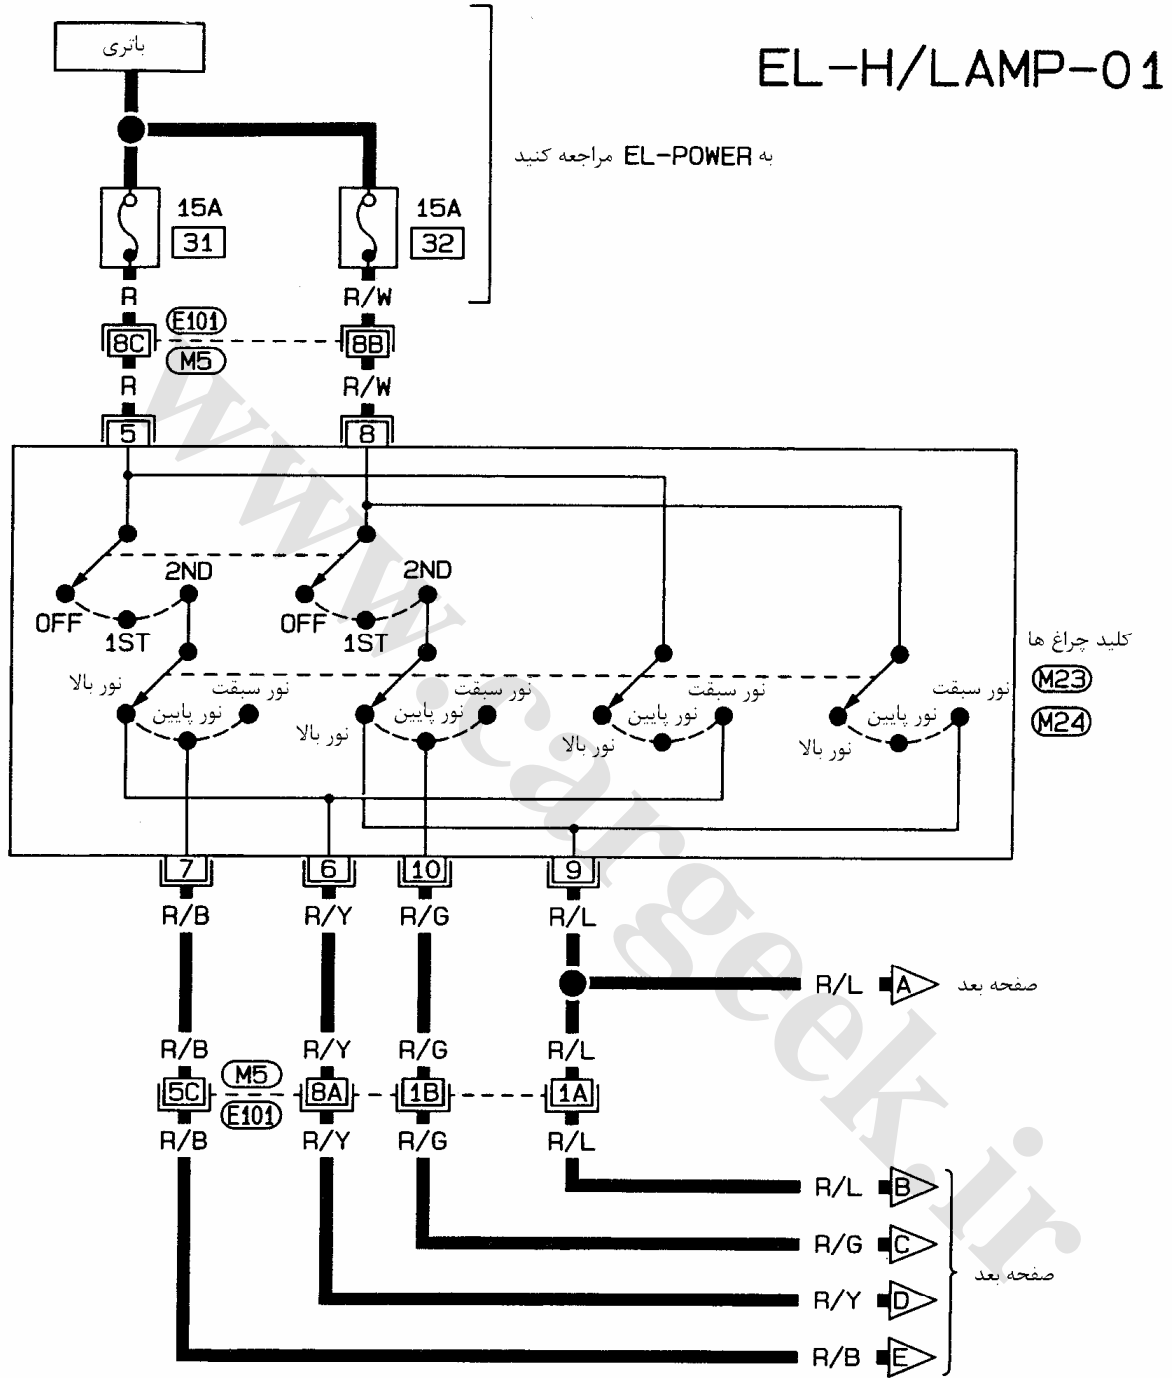 EL-H/LAMP-01
باتری
به EL-POWER مراجعه کنید
15A
31
15A
32
R
R/W
E101
8C
8B
M5
R
R/W
5
8
2ND
2ND
OFF
1ST
OFF
1ST
کلید چراغ ها
M23
M24
نور بالا
نور پایین
نور سبقت
نور بالا
نور پایین
نور سبقت
نور بالا
نور پایین
نور سبقت
نور بالا
نور پایین
نور سبقت
7
6
10
9
R/B
R/Y
R/G
R/L
R/L
A
صفحه بعد
R/B
R/Y
R/G
R/L
M5
5C
8A
1B
1A
E101
R/B
R/Y
R/G
R/L
R/L
B
R/G
C
صفحه بعد
R/Y
D
R/B
E
www.cargeek.ir